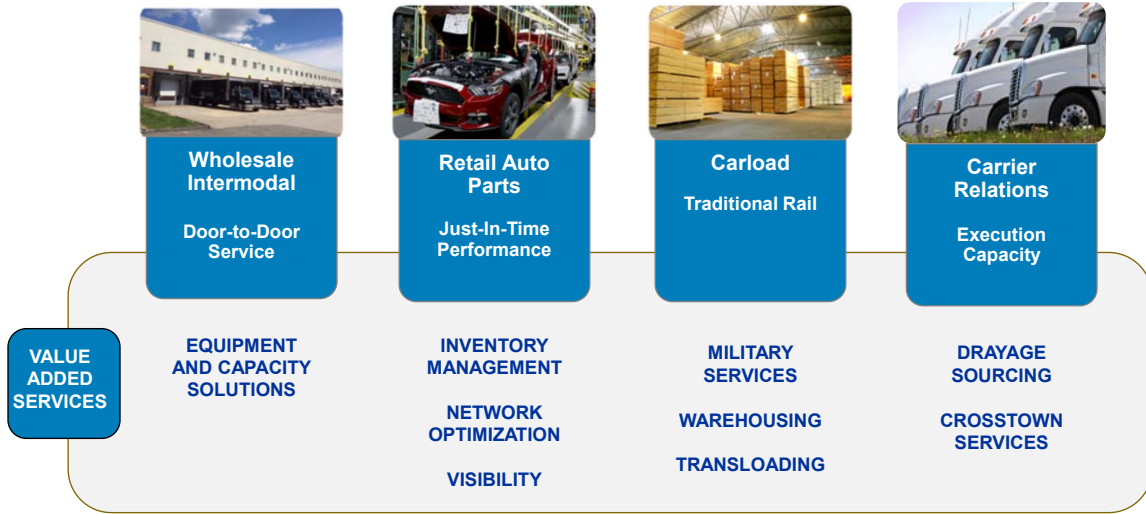 Wholesale
Intermodal
Door-to-Door
Service
Retail Auto
Parts
Just-In-Time
Performance
Carload
Traditional Rail
Carrier
Relations
Execution
Capacity
VALUE
ADDED
SERVICES
EQUIPMENT
AND CAPACITY
SOLUTIONS
INVENTORY
MANAGEMENT
NETWORK
OPTIMIZATION
VISIBILITY
MILITARY
SERVICES
WAREHOUSING
TRANSLOADING
DRAYAGE
SOURCING
CROSSTOWN
SERVICES